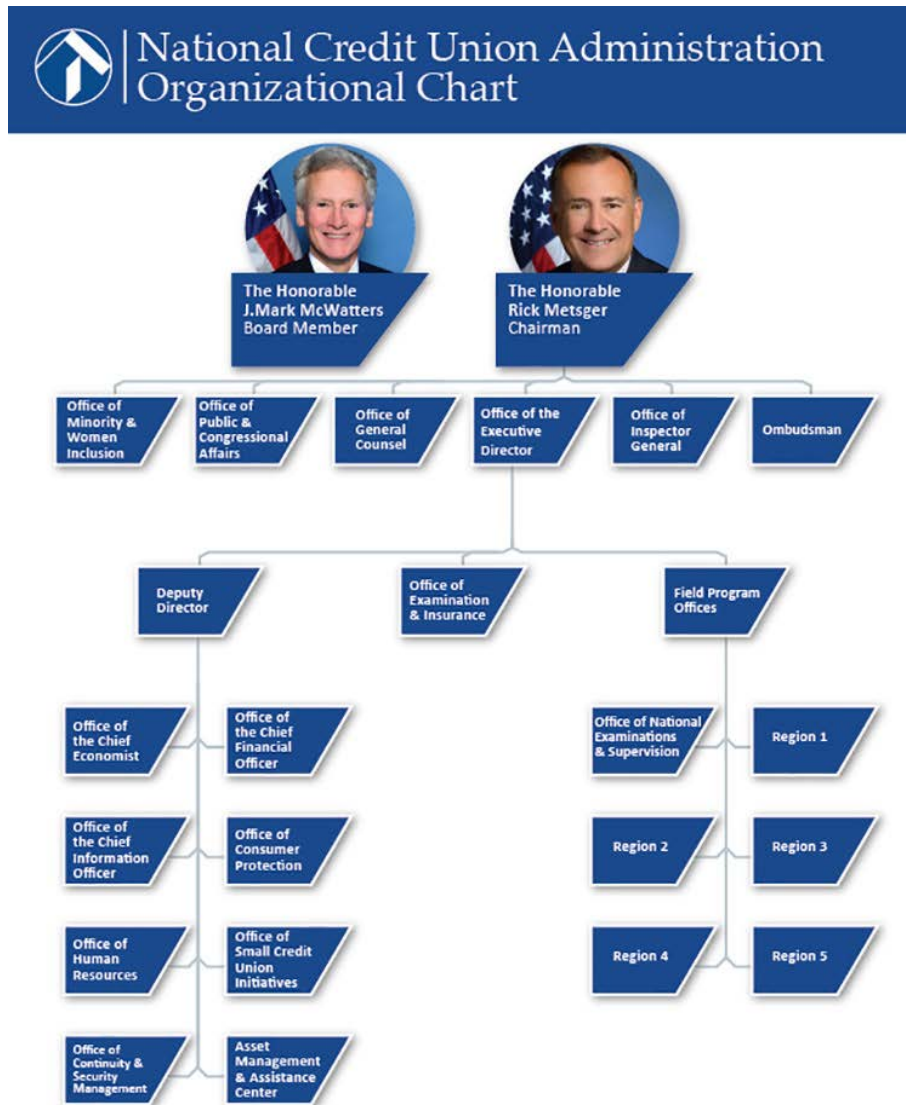 National Credit Union Administration
Organizational Chart
The Honorable
J.Mark McWatters
Board Member
The Honorable
Rick Metsger
Chairman
Office of
Minority &
Women
Inclusion
Office of
Public &
Congressional
Affairs
Office of
General
Counsel
Office of the
Executive
Director
Office of
Inspector
General
Ombudsman
Deputy
Director
Office of
Examination
& Insurance
Field Program
Offices
Office of
the Chief
Economist
Office of
the Chief
Financial
Officer
Office of National
Examinations
& Supervision
Region 1
Office of
the Chief
Information
Officer
Office of
Consumer
Protection
Region 2
Region 3
Office of
Human
Resources
Office of
Small Credit
Union
Initiatives
Region 4
Region 5
Office of
Continuity &
Security
Management
Asset
Management
& Assistance
Center